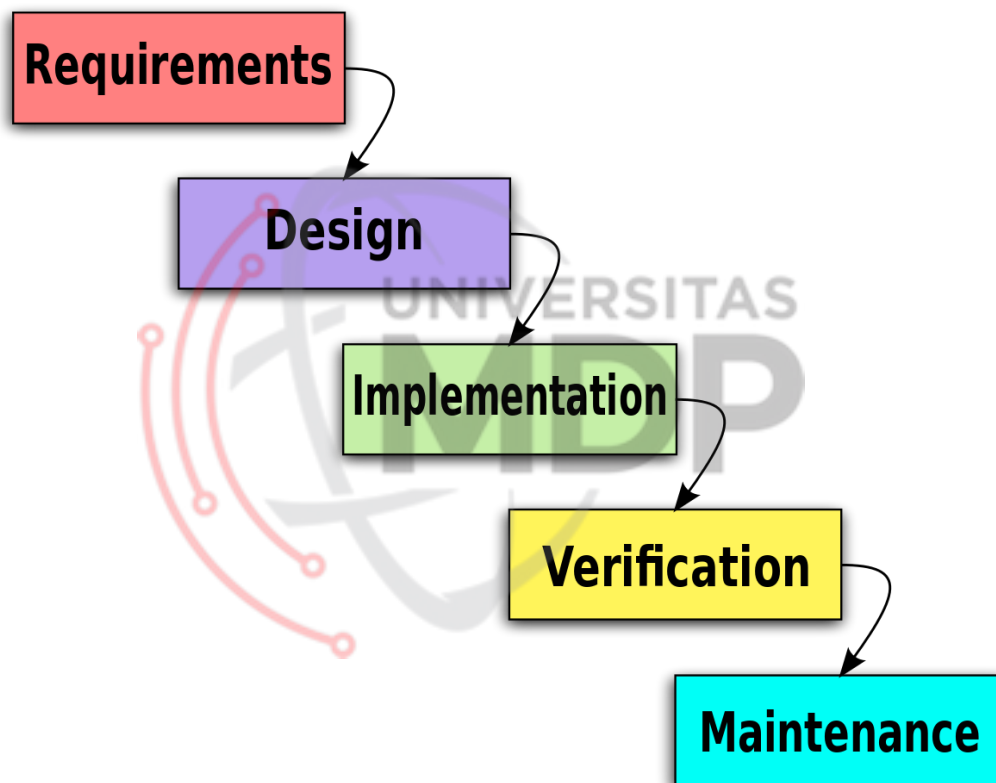 Requirements
Design
UNIVERSITAS
MDP
Implementation
Verification
Maintenance